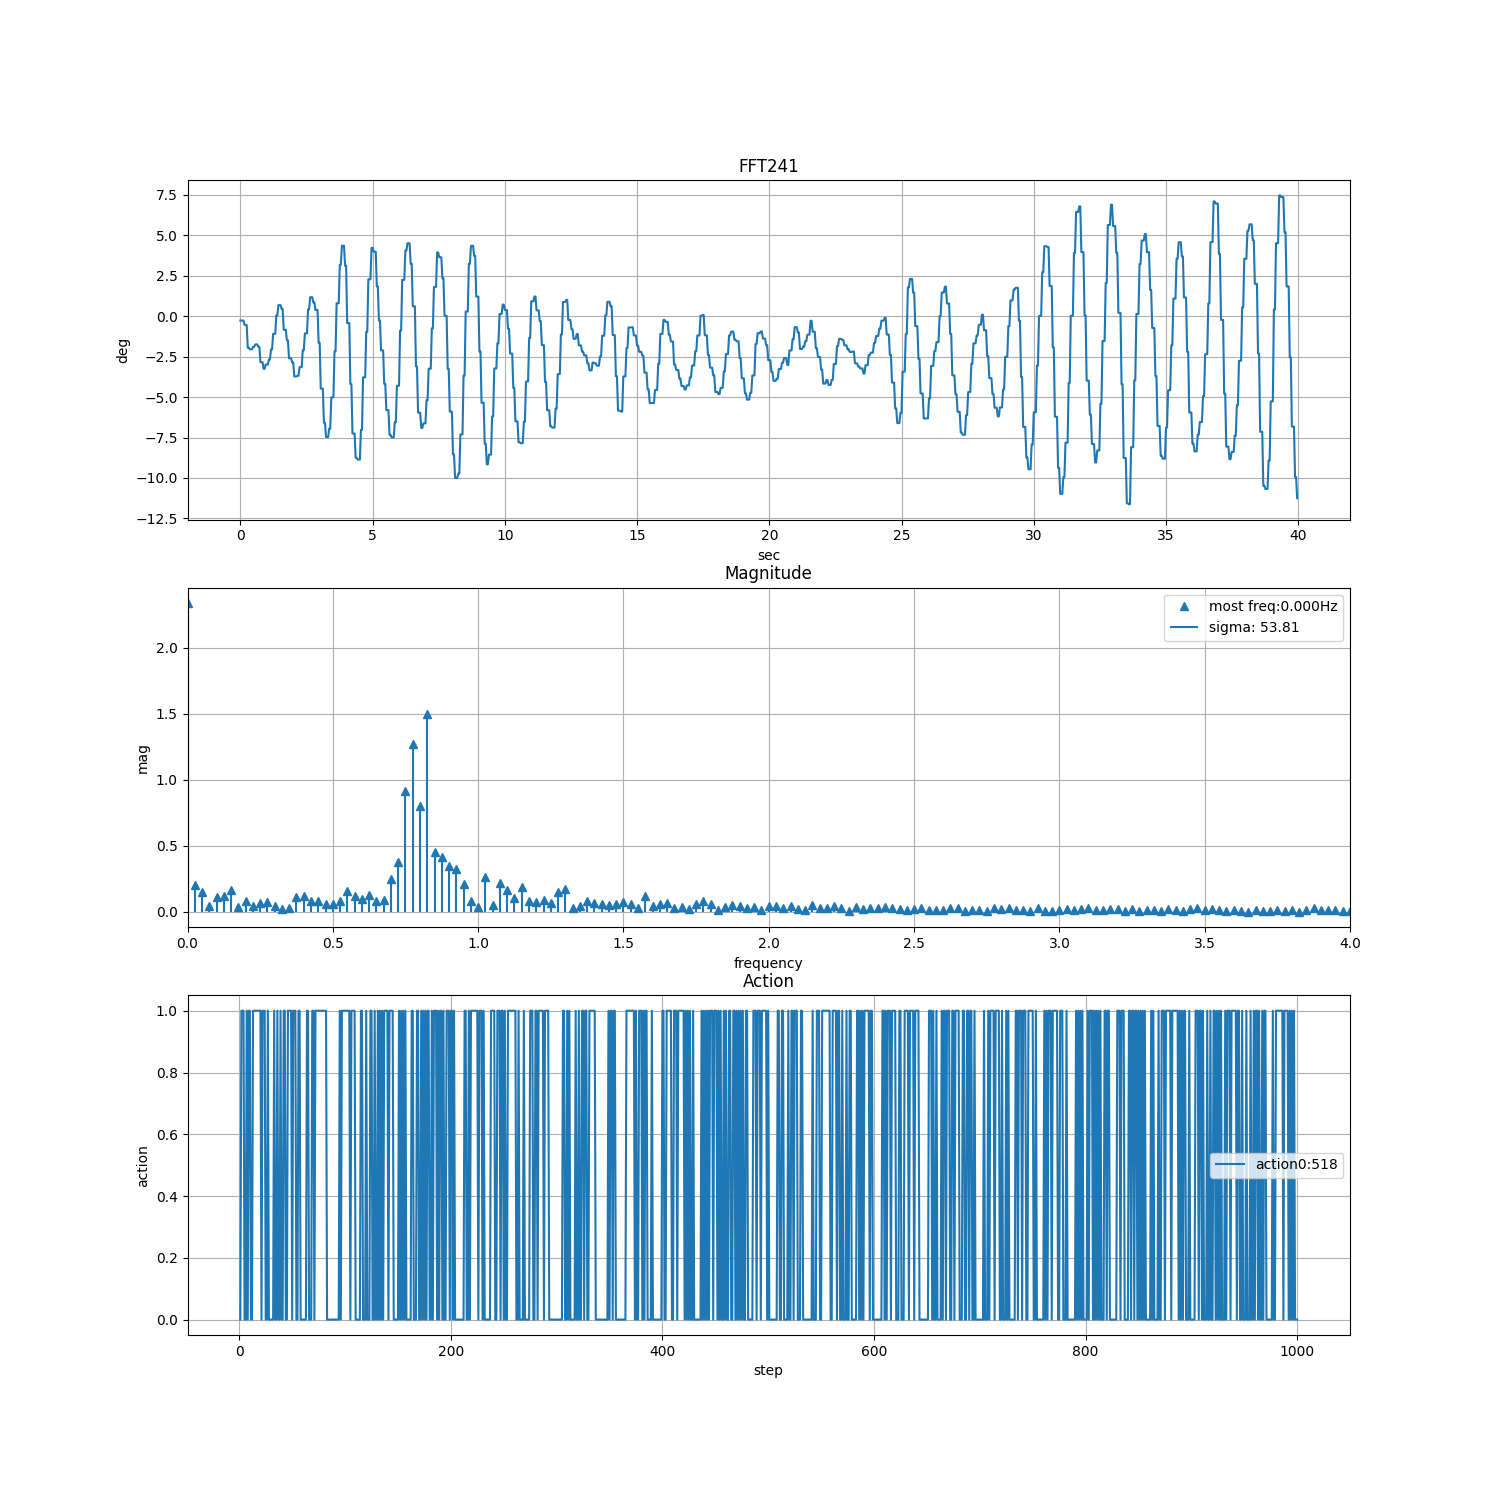 FFT241
7.5
5.0
2.5
0.0
−2.5
−5.0
−7.5
−10.0
−12.5
deg
0 5 10 15 20 25 30 35 40
sec
Magnitude
most freq:0.000Hz
sigma: 53.81
2.0
1.5
1.0
0.5
0.0
mag
0.0 0.5 1.0 1.5 2.0 2.5 3.0 3.5 4.0
frequency
Action
1.0
0.8
0.6
0.4
0.2
0.0
action
action0:518
0 200 400 600 800 1000
step